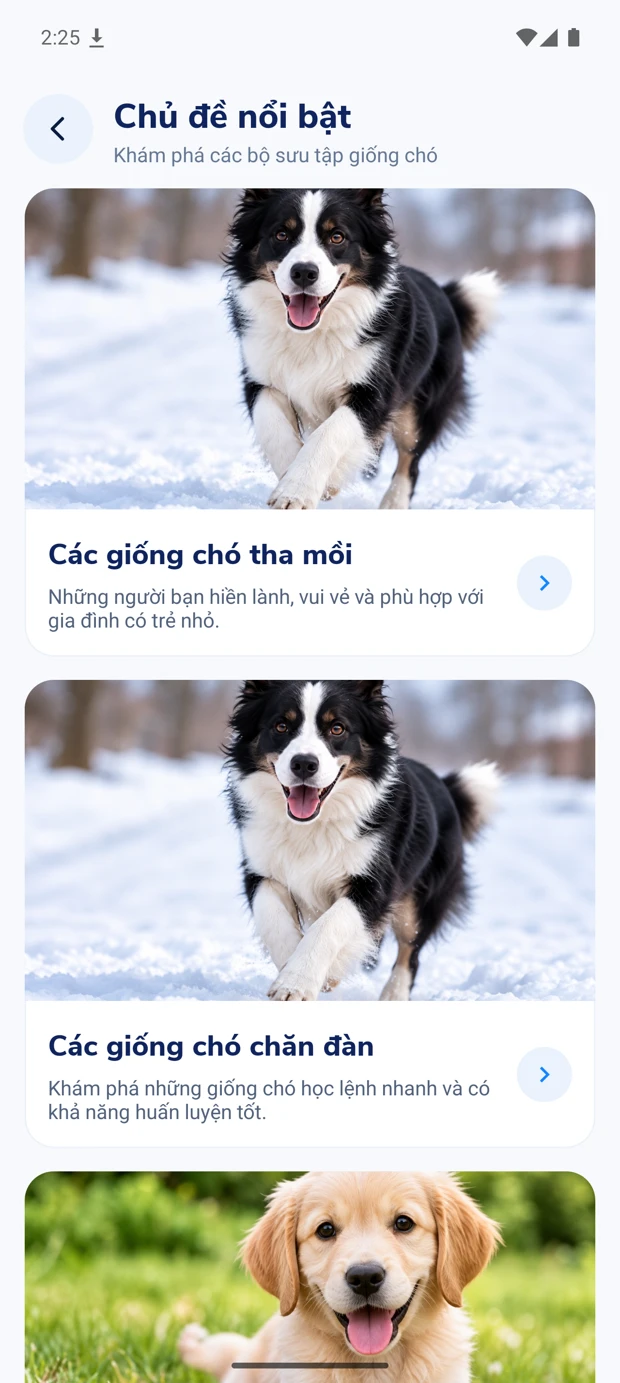 2:25
Chủ đề nổi bật
Khám phá các bộ sưu tập giống chó
Các giống chó tha mồi
Những người bạn hiền lành, vui vẻ và phù hợp với
gia đình có trẻ nhỏ.
Các giống chó chăn đàn
Khám phá những giống chó học lệnh nhanh và có
khả năng huấn luyện tốt.